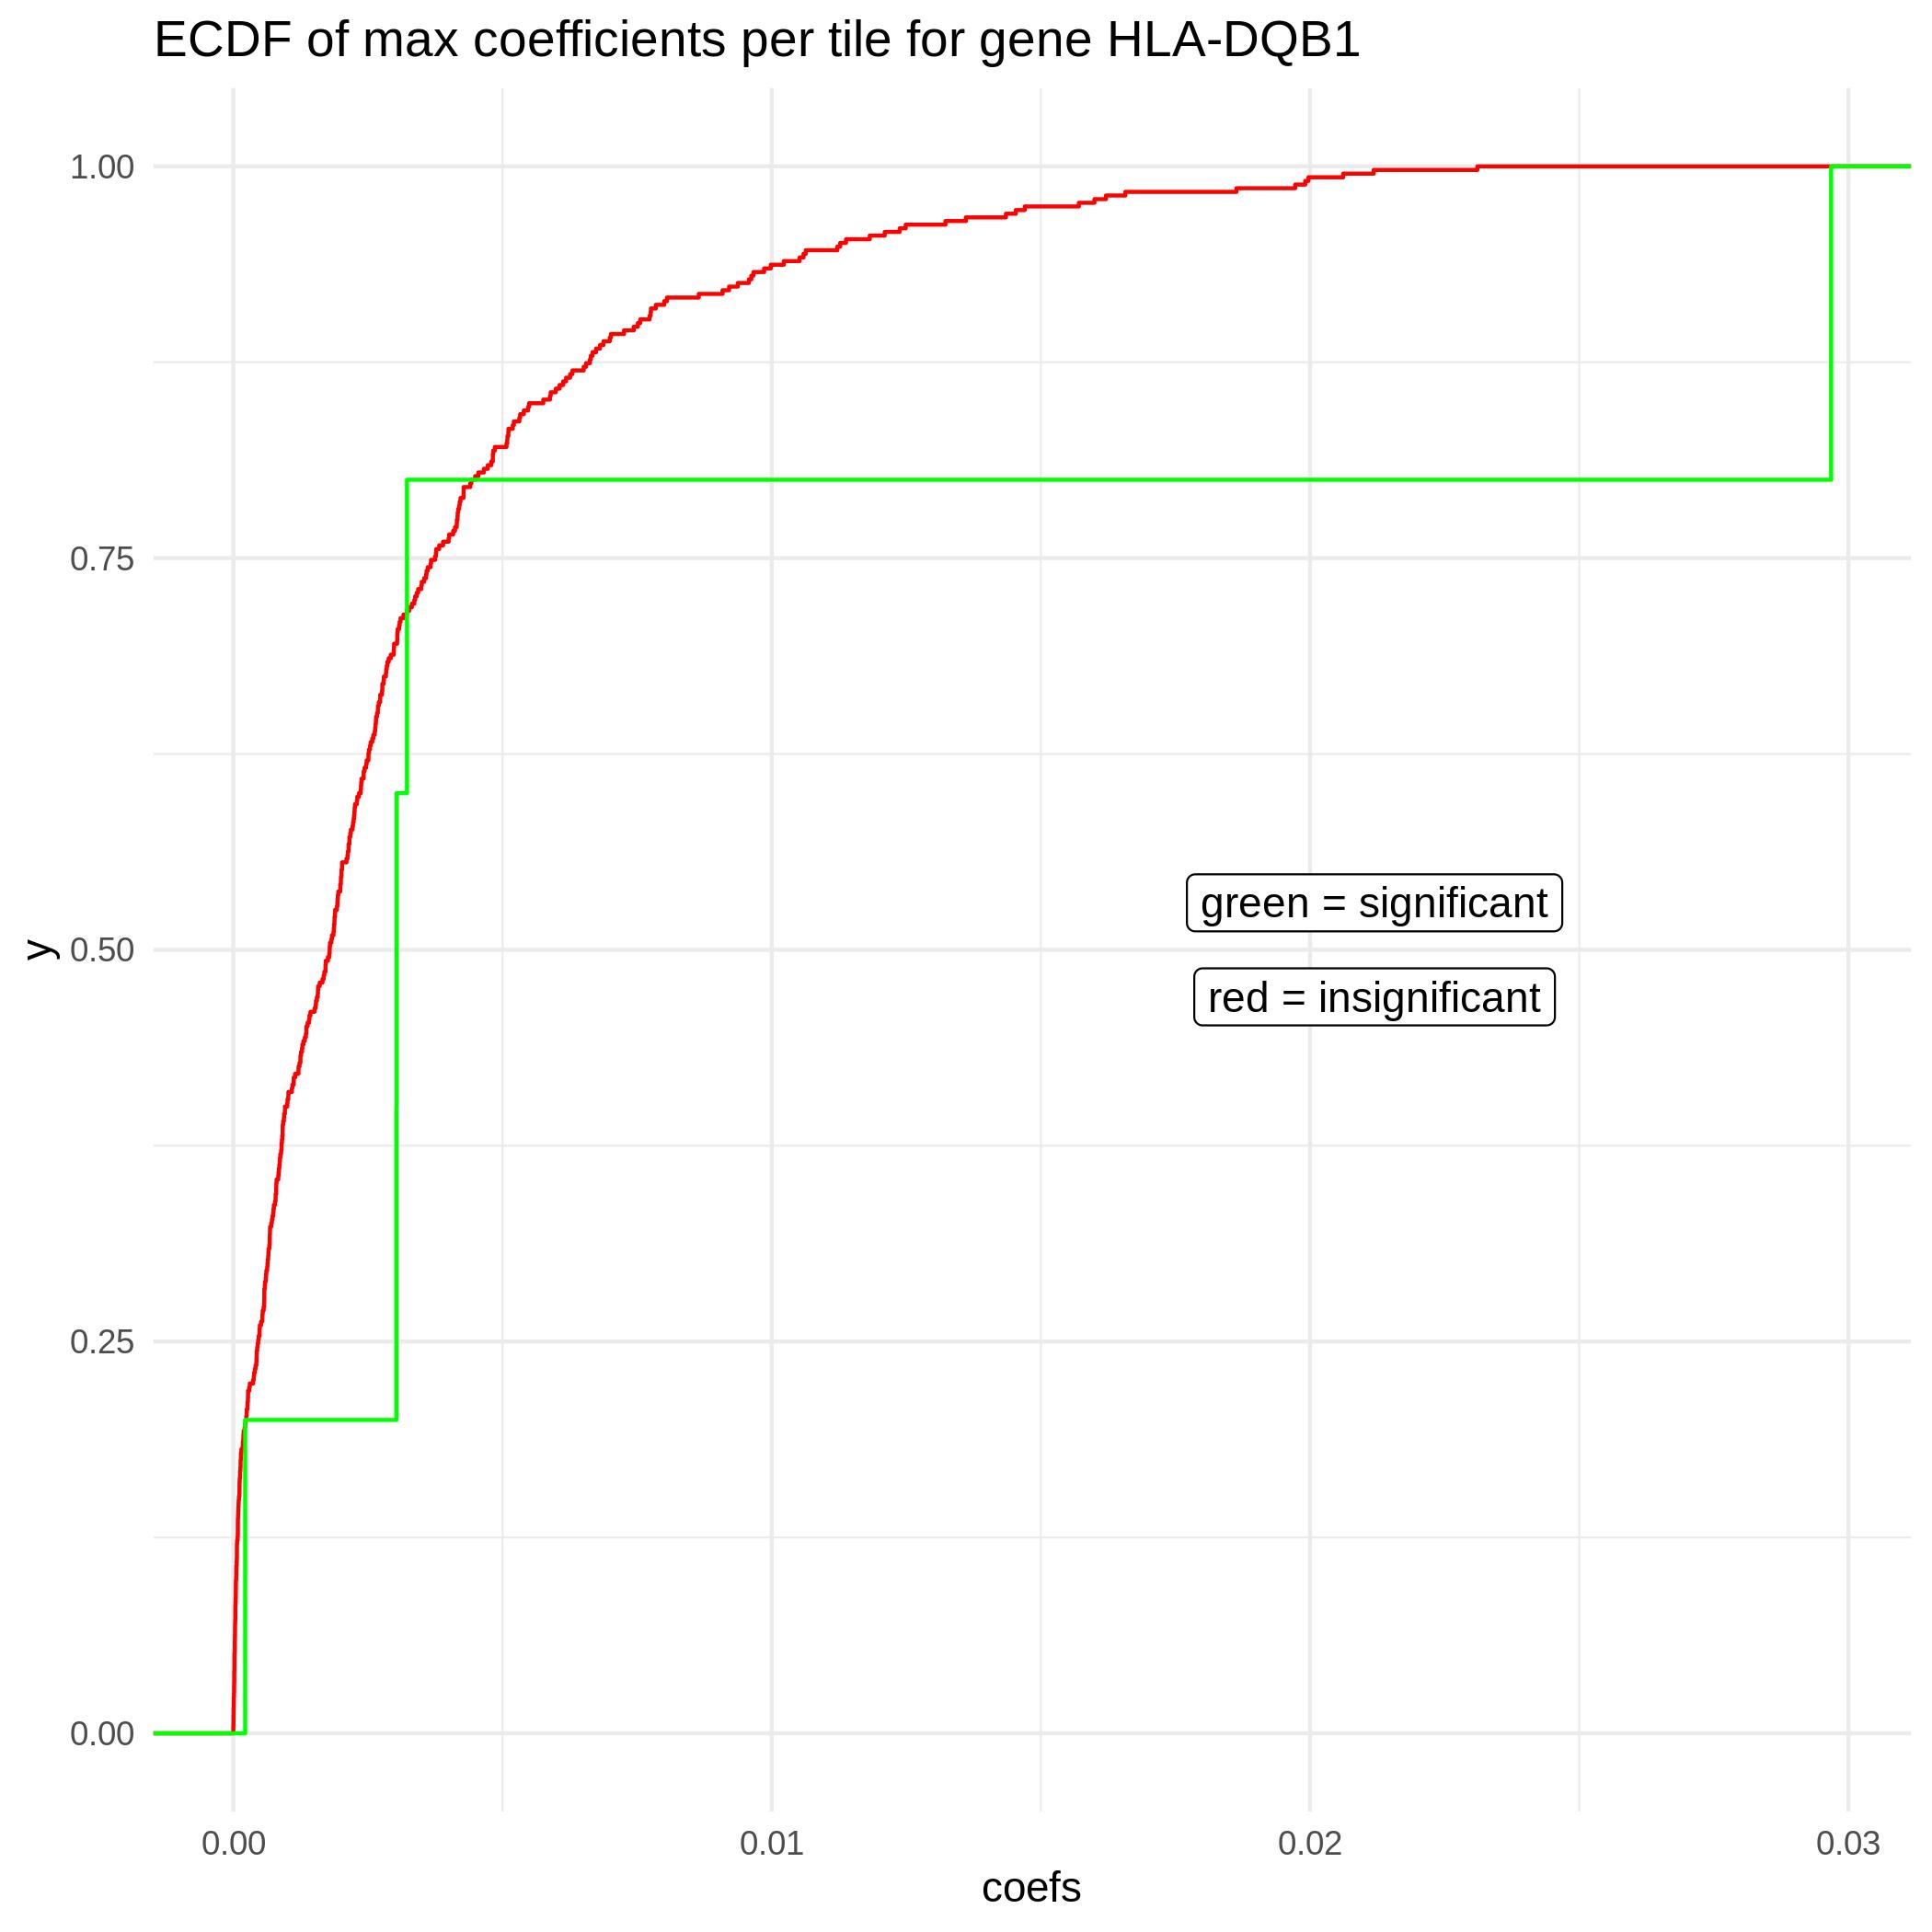 ECDF of max coefficients per tile for gene HLA-DQB1
1.00
0.75
0.50
0.25
0.00
y
green = significant
red = insignificant
0.00
0.01
0.02
0.03
coefs